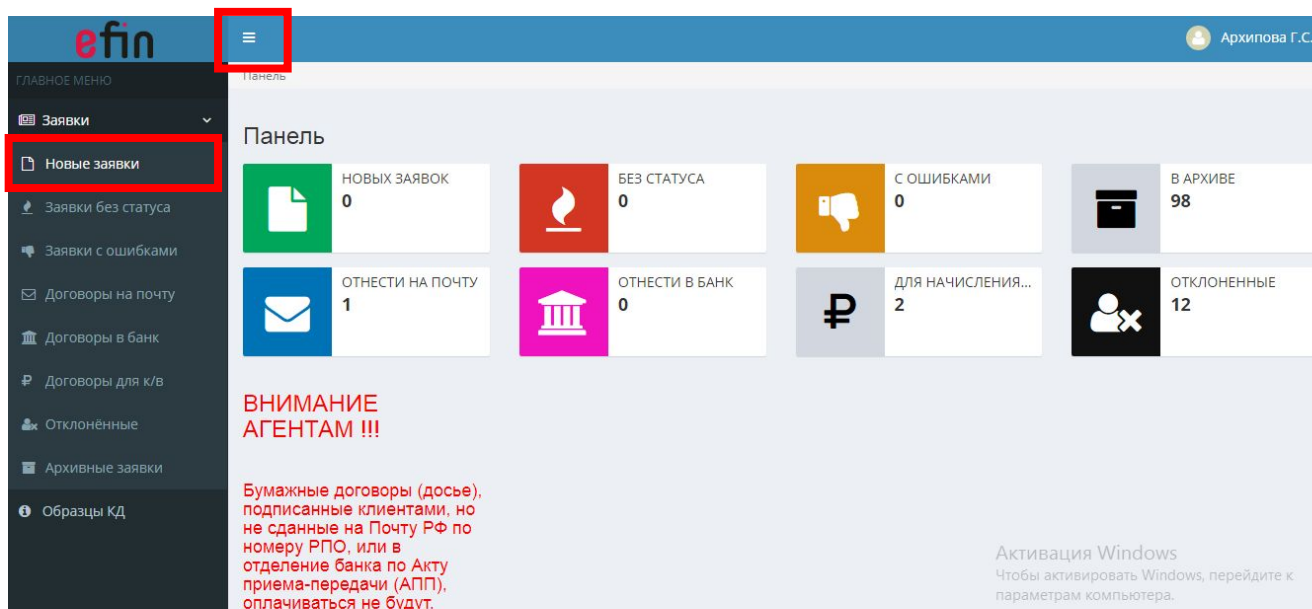 efin
Архипова Г.С.
ГЛАВНОЕ МЕНЮ
Панель
Заявки
Новые заявки
Заявки без статуса
Заявки с ошибками
Договоры на почту
Договоры в банк
Договоры для к/в
Отклонённые
Архивные заявки
Образцы КД
Панель
НОВЫХ ЗАЯВОК
0
БЕЗ СТАТУСА
0
С ОШИБКАМИ
0
В АРХИВЕ
98
ОТНЕСТИ НА ПОЧТУ
1
ОТНЕСТИ В БАНК
0
ДЛЯ НАЧИСЛЕНИЯ...
2
ОТКЛОНЕННЫЕ
12
ВНИМАНИЕ
АГЕНТАМ !!!
Бумажные договоры (досье),
подписанные клиентами, но
не сданные на Почту РФ по
номеру РПО, или в
отделение банка по Акту
приема-передачи (АПП),
оплачиваться не будут.
Активация Windows
Чтобы активировать Windows, перейдите к
параметрам компьютера.